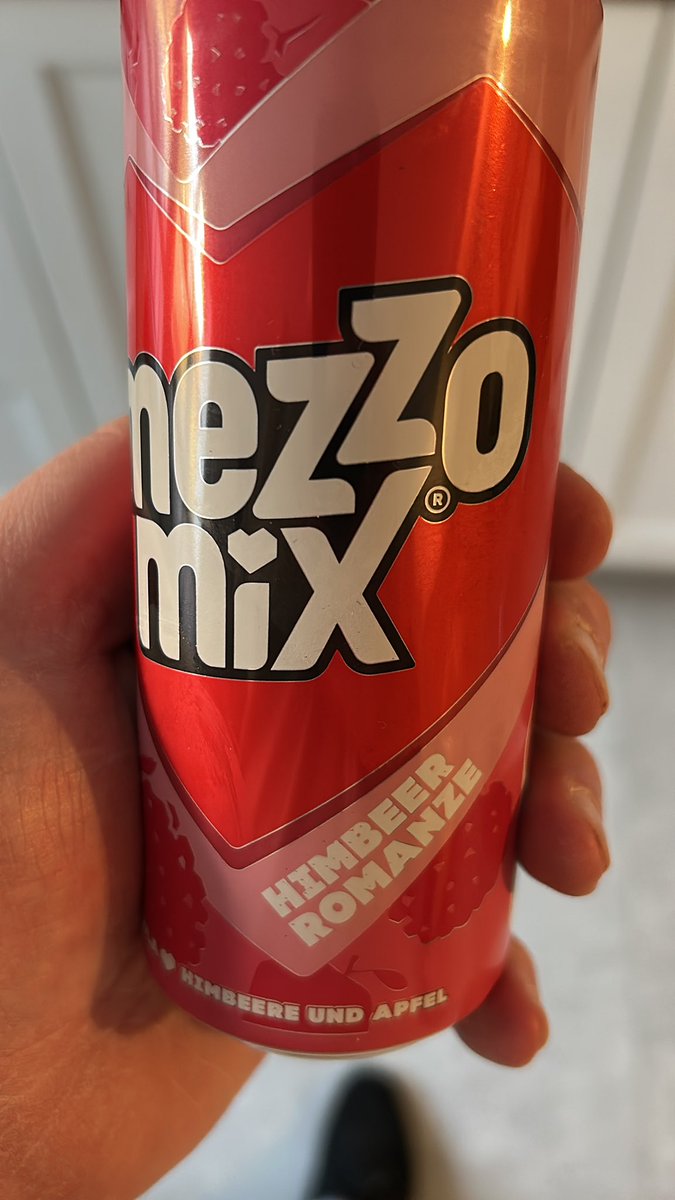 mezzo
mix®
HIMBEER
ROMANZE
♥ HIMBEERE UND APFEL